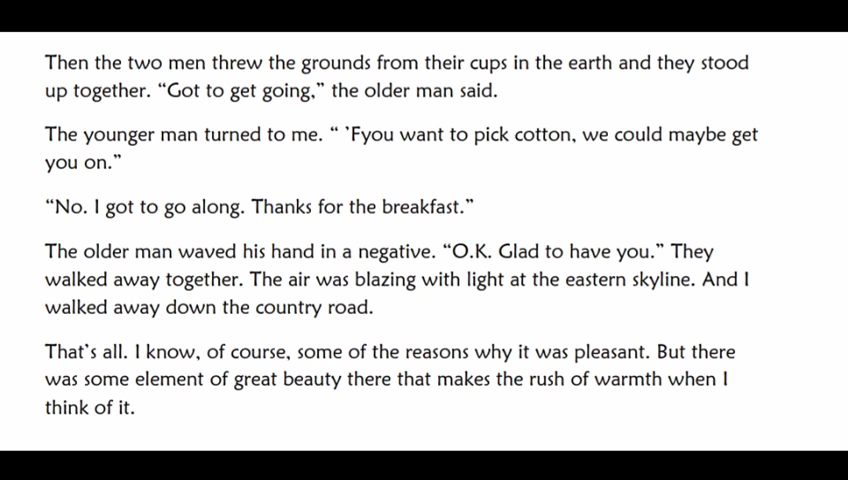 Then the two men threw the grounds from their cups in the earth and they stood
up together. “Got to get going,” the older man said.
The younger man turned to me. “ 'Fyou want to pick cotton, we could maybe get
you on.”
“No. I got to go along. Thanks for the breakfast.”
The older man waved his hand in a negative. “O.K. Glad to have you.” They
walked away together. The air was blazing with light at the eastern skyline. And I
walked away down the country road.
That's all. I know, of course, some of the reasons why it was pleasant. But there
was some element of great beauty there that makes the rush of warmth when I
think of it.